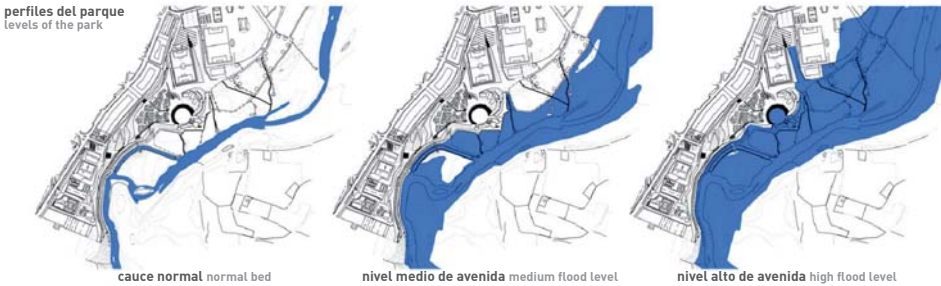 perfiles del parque
levels of the park
cauce normal normal bed
nivel medio de avenida medium flood level
nivel alto de avenida high flood level